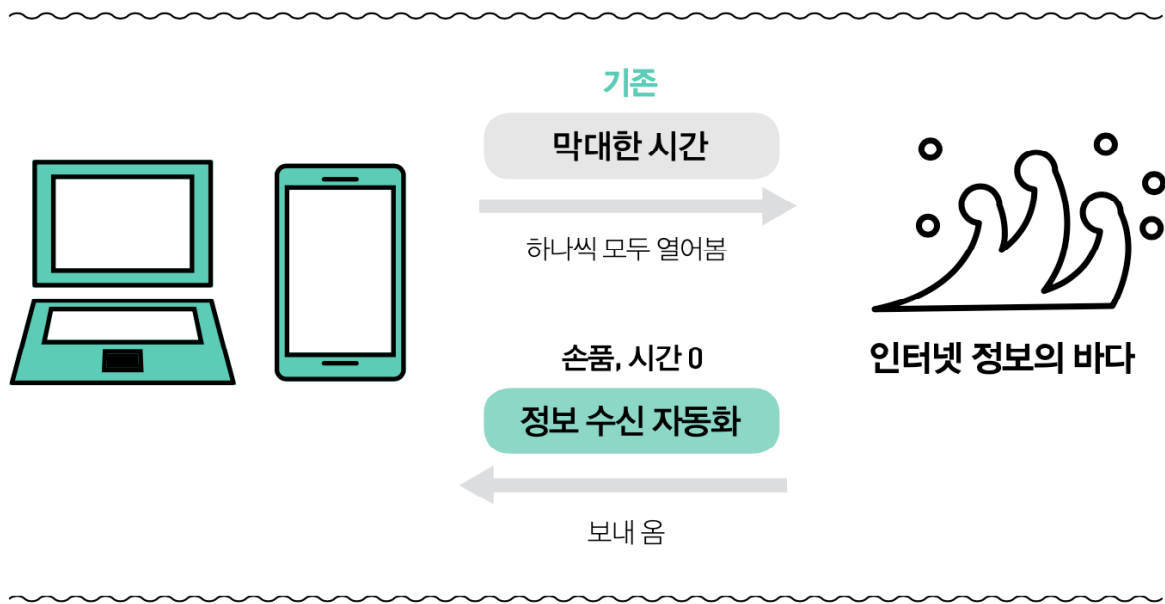 기존
막대한 시간
하나씩 모두 열어봄
손품, 시간 0
정보 수신 자동화
보내 옴
인터넷 정보의 바다